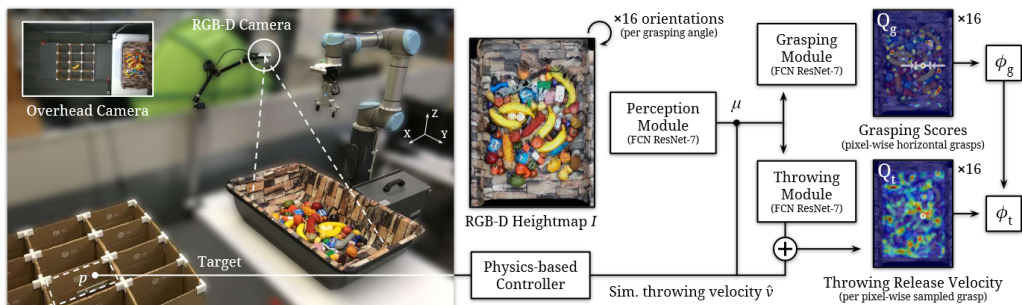 RGB-D Camera
Overhead Camera
Z
X
Y
Target
p
×16 orientations
(per grasping angle)
RGB-D Heightmap I
Perception
Module
(FCN ResNet-7)
μ
Physics-based
Controller
Sim. throwing velocity v̂
Grasping
Module
(FCN ResNet-7)
Throwing
Module
(FCN ResNet-7)
+
Qg
×16
Grasping Scores
(pixel-wise horizontal grasps)
Qt
×16
Throwing Release Velocity
(per pixel-wise sampled grasp)
ϕg
ϕt